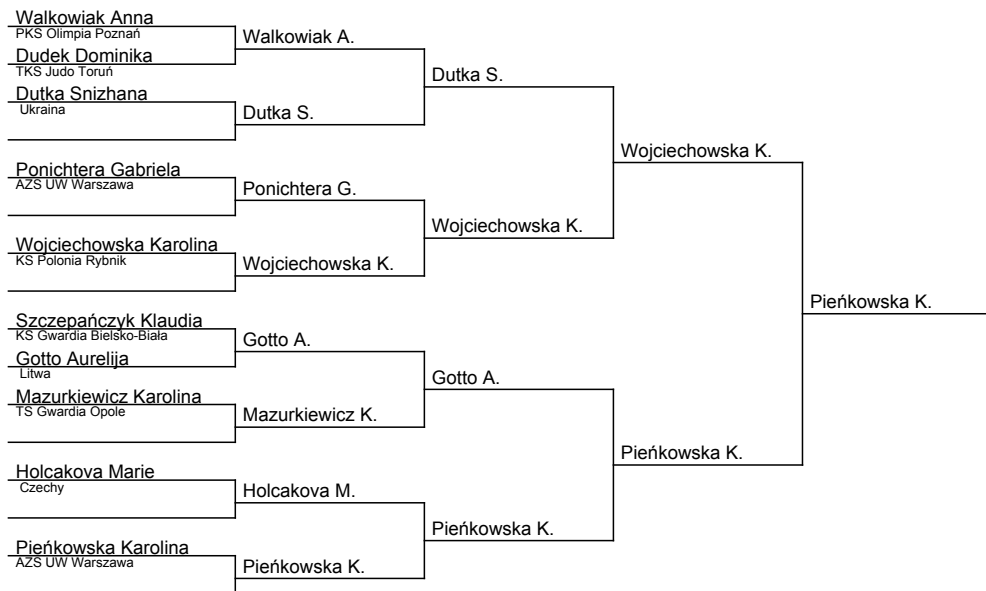 Walkowiak Anna
PKS Olimpia Poznań
Dudek Dominika
TKS Judo Toruń
Dutka Snizhana
Ukraina
Ponichtera Gabriela
AZS UW Warszawa
Wojciechowska Karolina
KS Polonia Rybnik
Szczepańczyk Klaudia
KS Gwardia Bielsko-Biała
Gotto Aurelija
Litwa
Mazurkiewicz Karolina
TS Gwardia Opole
Holcakova Marie
Czechy
Pieńkowska Karolina
AZS UW Warszawa
Walkowiak A.
Dutka S.
Ponichtera G.
Wojciechowska K.
Gotto A.
Mazurkiewicz K.
Holcakova M.
Pieńkowska K.
Dutka S.
Wojciechowska K.
Gotto A.
Pieńkowska K.
Wojciechowska K.
Pieńkowska K.
Pieńkowska K.